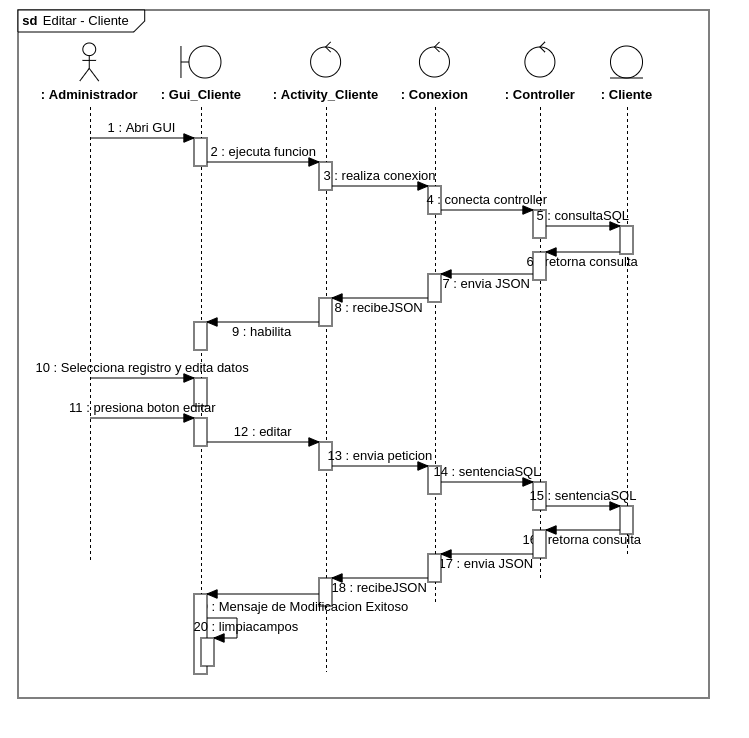 sd Editar - Cliente
: Administrador : Gui_Cliente : Activity_Cliente : Conexion : Controller : Cliente
1 : Abri GUI
2 : ejecuta funcion
3 : realiza conexion
4 : conecta controller
5 : consultaSQL
6 retorna consulta
7 : envia JSON
8 : recibeJSON
9 : habilita
10 : Selecciona registro y edita datos
11 : presiona boton editar
12 : editar
13 : envia peticion
14 : sentenciaSQL
15 : sentenciaSQL
16 retorna consulta
17 : envia JSON
18 : recibeJSON
: Mensaje de Modificacion Exitoso
20 : limpiacampos